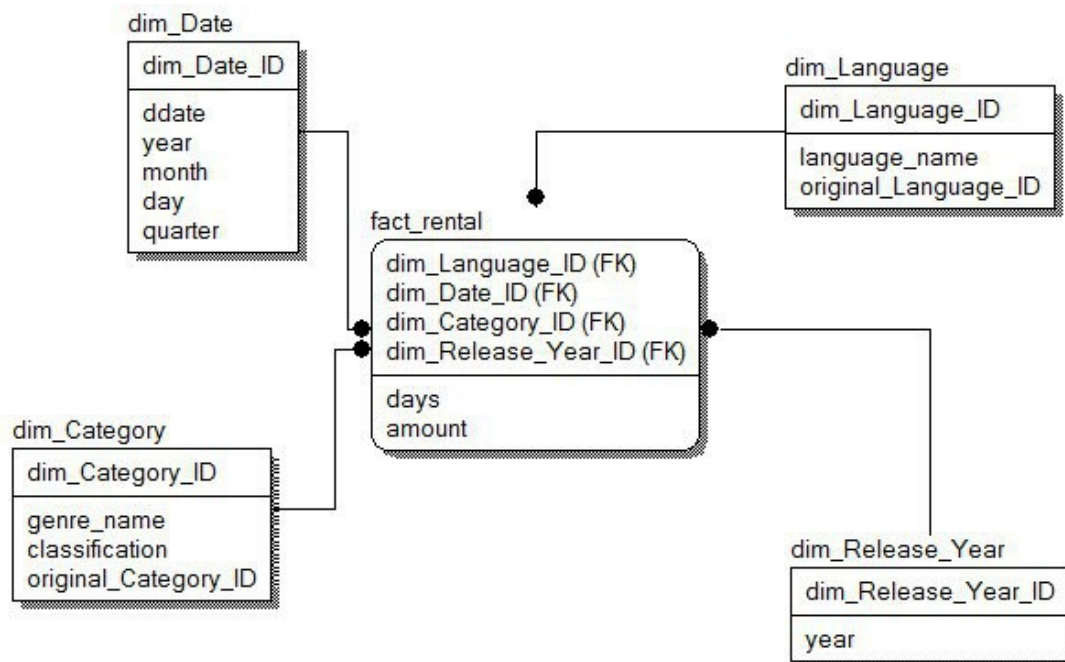 dim_Date
dim_Date_ID
ddate
year
month
day
quarter
dim_Language
dim_Language_ID
language_name
original_Language_ID
fact_rental
dim_Language_ID (FK)
dim_Date_ID (FK)
dim_Category_ID (FK)
dim_Release_Year_ID (FK)
days
amount
dim_Category
dim_Category_ID
genre_name
classification
original_Category_ID
dim_Release_Year
dim_Release_Year_ID
year